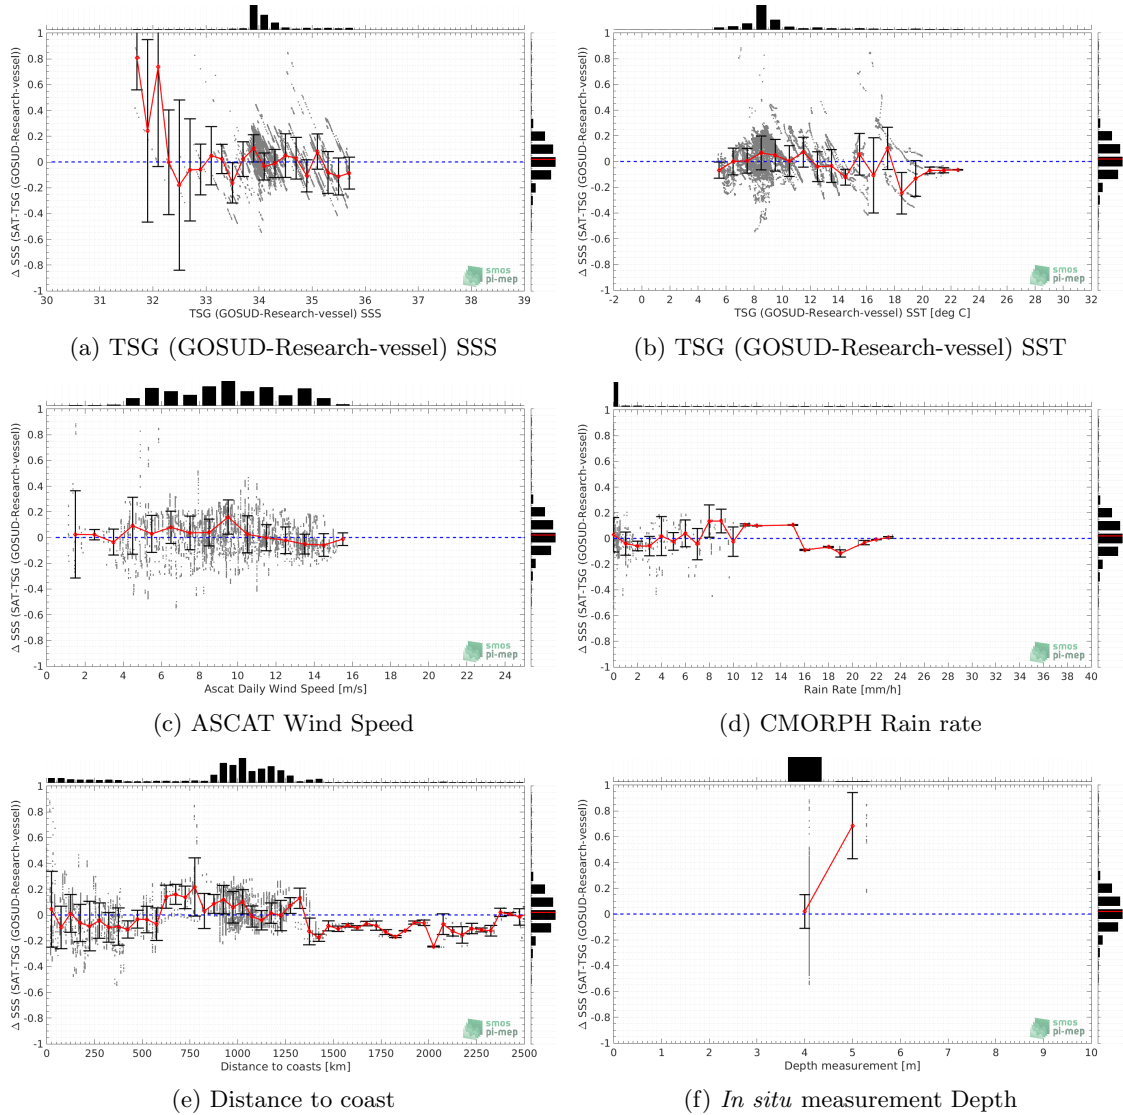 1
0.8
0.6
0.4
0.2
0
-0.2
-0.4
-0.6
-0.8
-1
Δ SSS (SAT-TSG (GOSUD-Research-vessel))
30 31 32 33 34 35 36 37 38 39
TSG (GOSUD-Research-vessel) SSS
smos
pi-mep
(a) TSG (GOSUD-Research-vessel) SSS
1
0.8
0.6
0.4
0.2
0
-0.2
-0.4
-0.6
-0.8
-1
Δ SSS (SAT-TSG (GOSUD-Research-vessel))
-2 0 2 4 6 8 10 12 14 16 18 20 22 24 26 28 30 32
TSG (GOSUD-Research-vessel) SST [deg C]
smos
pi-mep
(b) TSG (GOSUD-Research-vessel) SST
1
0.8
0.6
0.4
0.2
0
-0.2
-0.4
-0.6
-0.8
-1
Δ SSS (SAT-TSG (GOSUD-Research-vessel))
0 2 4 6 8 10 12 14 16 18 20 22 24
Ascat Daily Wind Speed [m/s]
smos
pi-mep
(c) ASCAT Wind Speed
1
0.8
0.6
0.4
0.2
0
-0.2
-0.4
-0.6
-0.8
-1
Δ SSS (SAT-TSG (GOSUD-Research-vessel))
0 2 4 6 8 10 12 14 16 18 20 22 24 26 28 30 32 34 36 38 40
Rain Rate [mm/h]
smos
pi-mep
(d) CMORPH Rain rate
1
0.8
0.6
0.4
0.2
0
-0.2
-0.4
-0.6
-0.8
-1
Δ SSS (SAT-TSG (GOSUD-Research-vessel))
0 250 500 750 1000 1250 1500 1750 2000 2250 2500
Distance to coasts [km]
smos
pi-mep
(e) Distance to coast
1
0.8
0.6
0.4
0.2
0
-0.2
-0.4
-0.6
-0.8
-1
Δ SSS (SAT-TSG (GOSUD-Research-vessel))
0 1 2 3 4 5 6 7 8 9 10
Depth measurement [m]
smos
pi-mep
(f) In situ measurement Depth